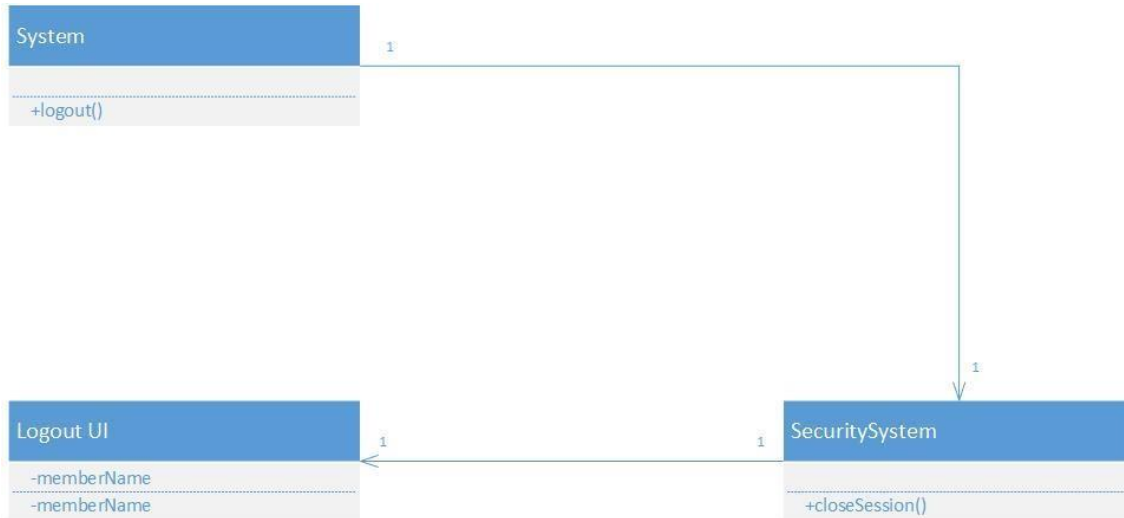 System
1
+logout()
1
Logout UI
1
1
SecuritySystem
-memberName
-memberName
+closeSession()